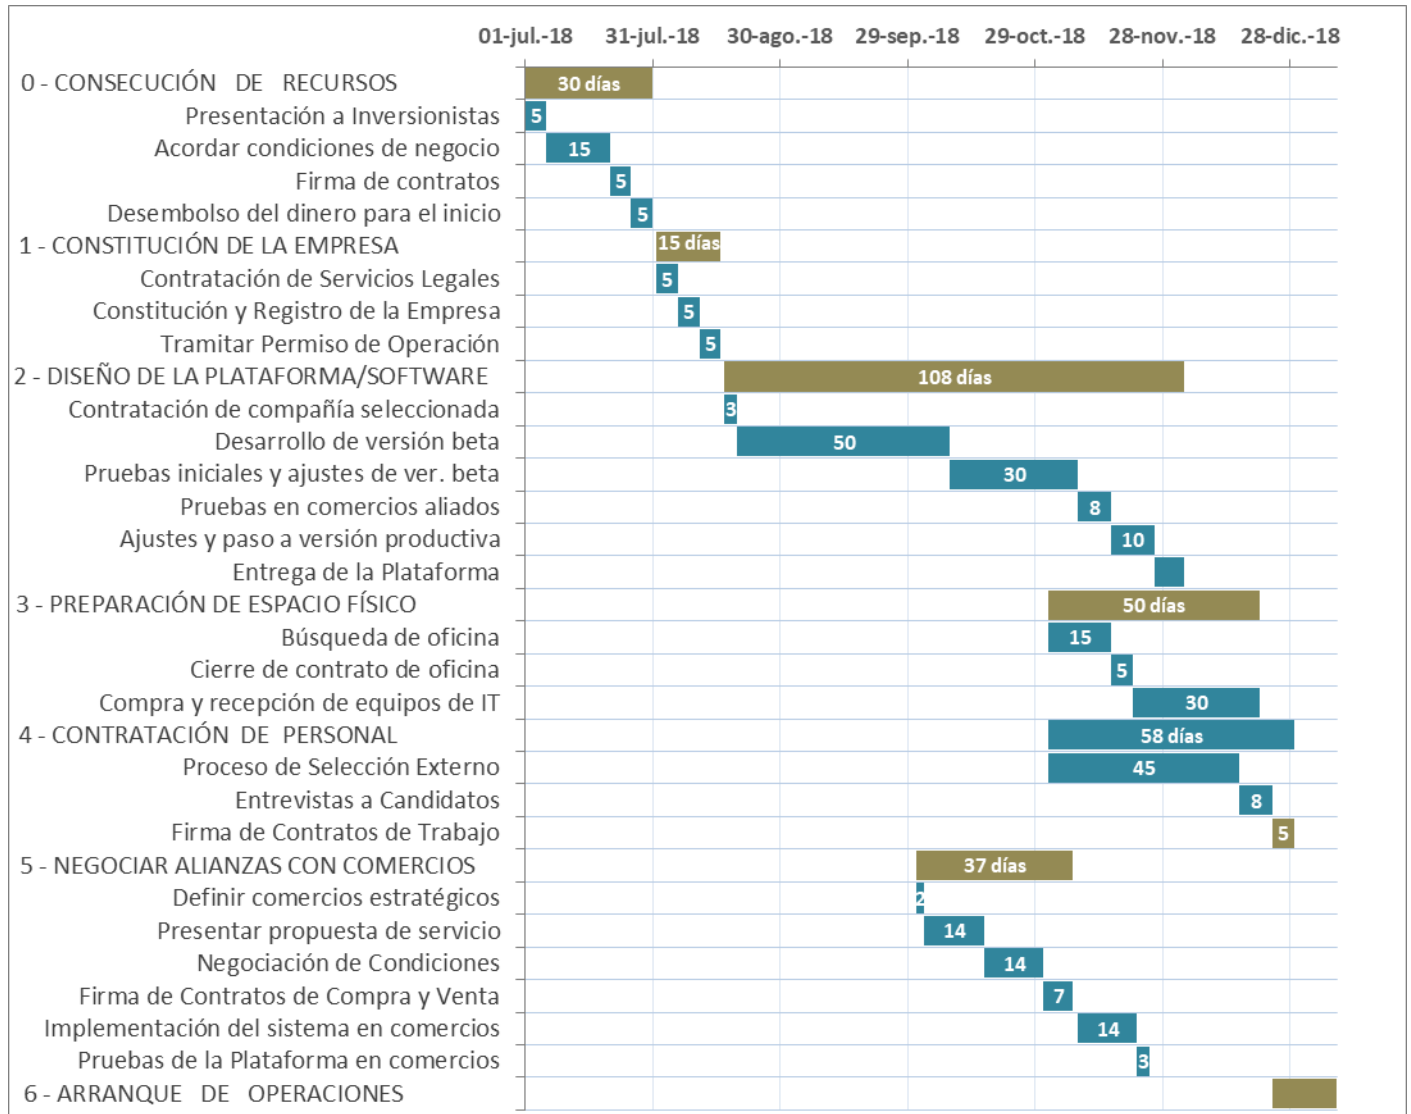 01-jul.-18 31-jul.-18 30-ago.-18 29-sep.-18 29-oct.-18 28-nov.-18 28-dic.-18
0 - CONSECUCIÓN DE RECURSOS 30 días
Presentación a Inversionistas 5
Acordar condiciones de negocio 15
Firma de contratos 5
Desembolso del dinero para el inicio 5
1 - CONSTITUCIÓN DE LA EMPRESA 15 días
Contratación de Servicios Legales 5
Constitución y Registro de la Empresa 5
Tramitar Permiso de Operación 5
2 - DISEÑO DE LA PLATAFORMA/SOFTWARE 108 días
Contratación de compañía seleccionada 3
Desarrollo de versión beta 50
Pruebas iniciales y ajustes de ver. beta 30
Pruebas en comercios aliados 8
Ajustes y paso a versión productiva 10
Entrega de la Plataforma
3 - PREPARACIÓN DE ESPACIO FÍSICO 50 días
Búsqueda de oficina 15
Cierre de contrato de oficina 5
Compra y recepción de equipos de IT 30
4 - CONTRATACIÓN DE PERSONAL 58 días
Proceso de Selección Externo 45
Entrevistas a Candidatos 8
Firma de Contratos de Trabajo 5
5 - NEGOCIAR ALIANZAS CON COMERCIOS 37 días
Definir comercios estratégicos 2
Presentar propuesta de servicio 14
Negociación de Condiciones 14
Firma de Contratos de Compra y Venta 7
Implementación del sistema en comercios 14
Pruebas de la Plataforma en comercios 3
6 - ARRANQUE DE OPERACIONES